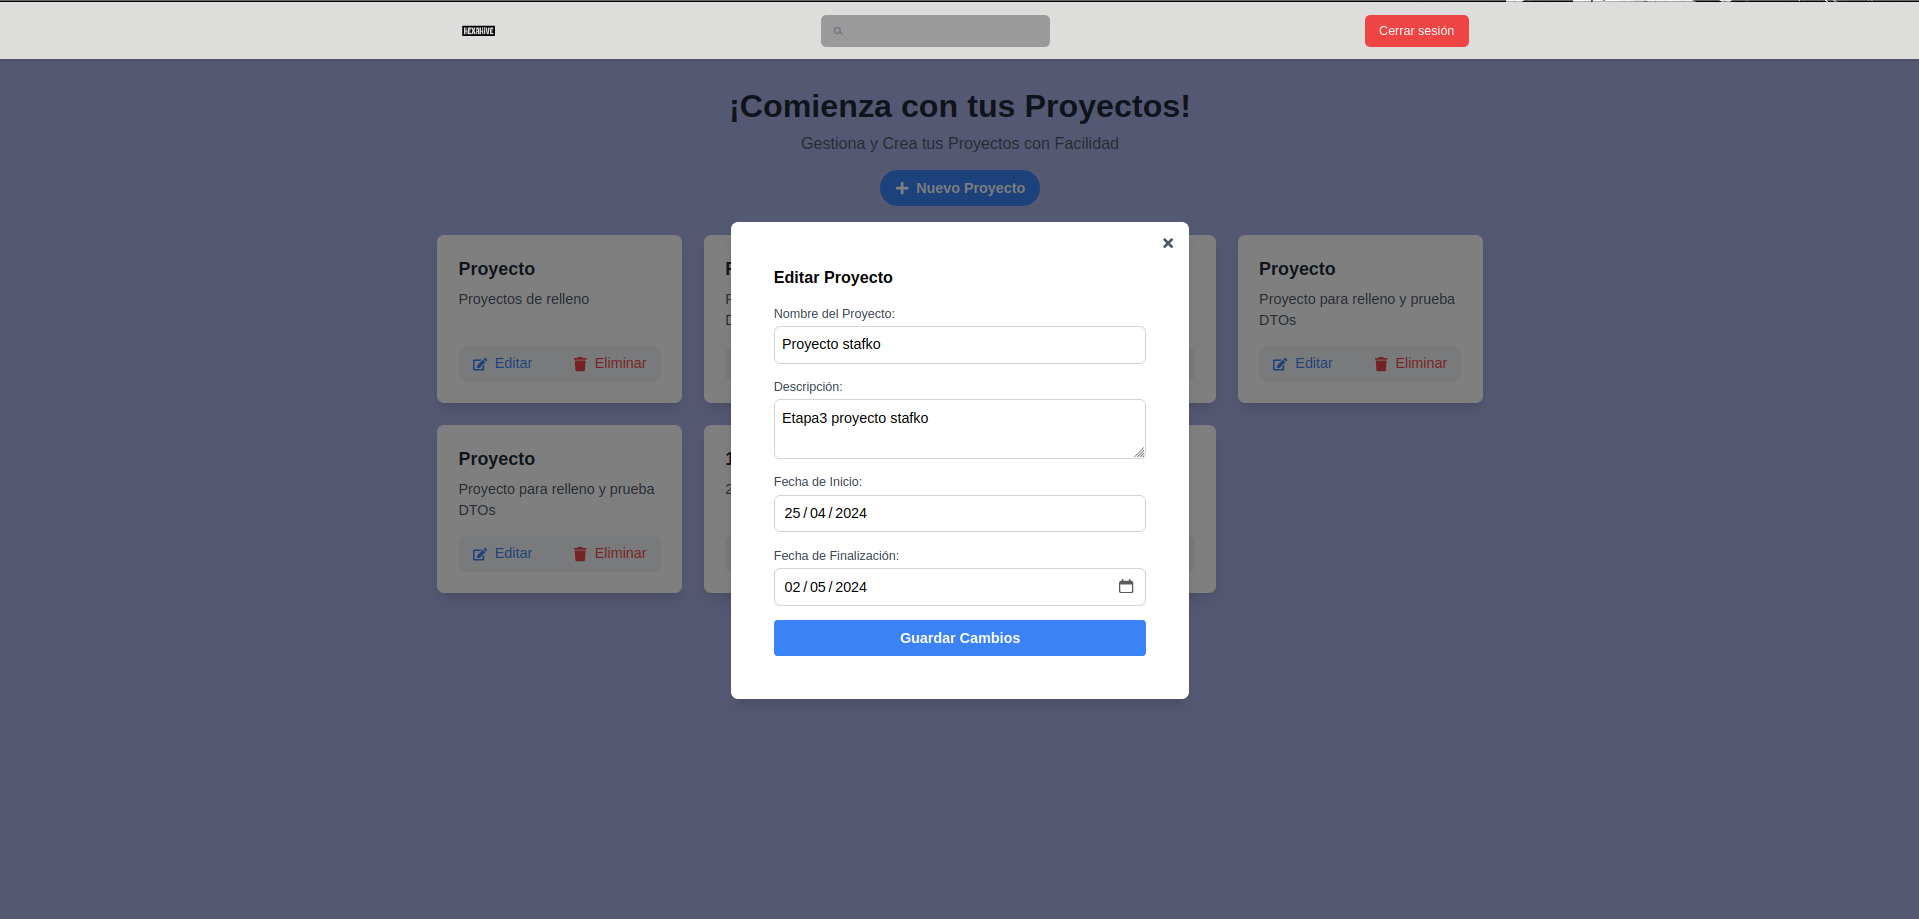 HEXAHIVE
Cerrar sesión
¡Comienza con tus Proyectos!
Gestiona y Crea tus Proyectos con Facilidad
Nuevo Proyecto
Proyecto
Proyectos de relleno
Editar
Eliminar
Proyecto
Proyecto para relleno y prueba
DTOs
Editar
Eliminar
Proyecto
Proyecto para relleno y prueba
DTOs
Editar
Eliminar
Editar Proyecto
Nombre del Proyecto:
Proyecto stafko
Descripción:
Etapa3 proyecto stafko
Fecha de Inicio:
25/04/2024
Fecha de Finalización:
02/05/2024
Guardar Cambios